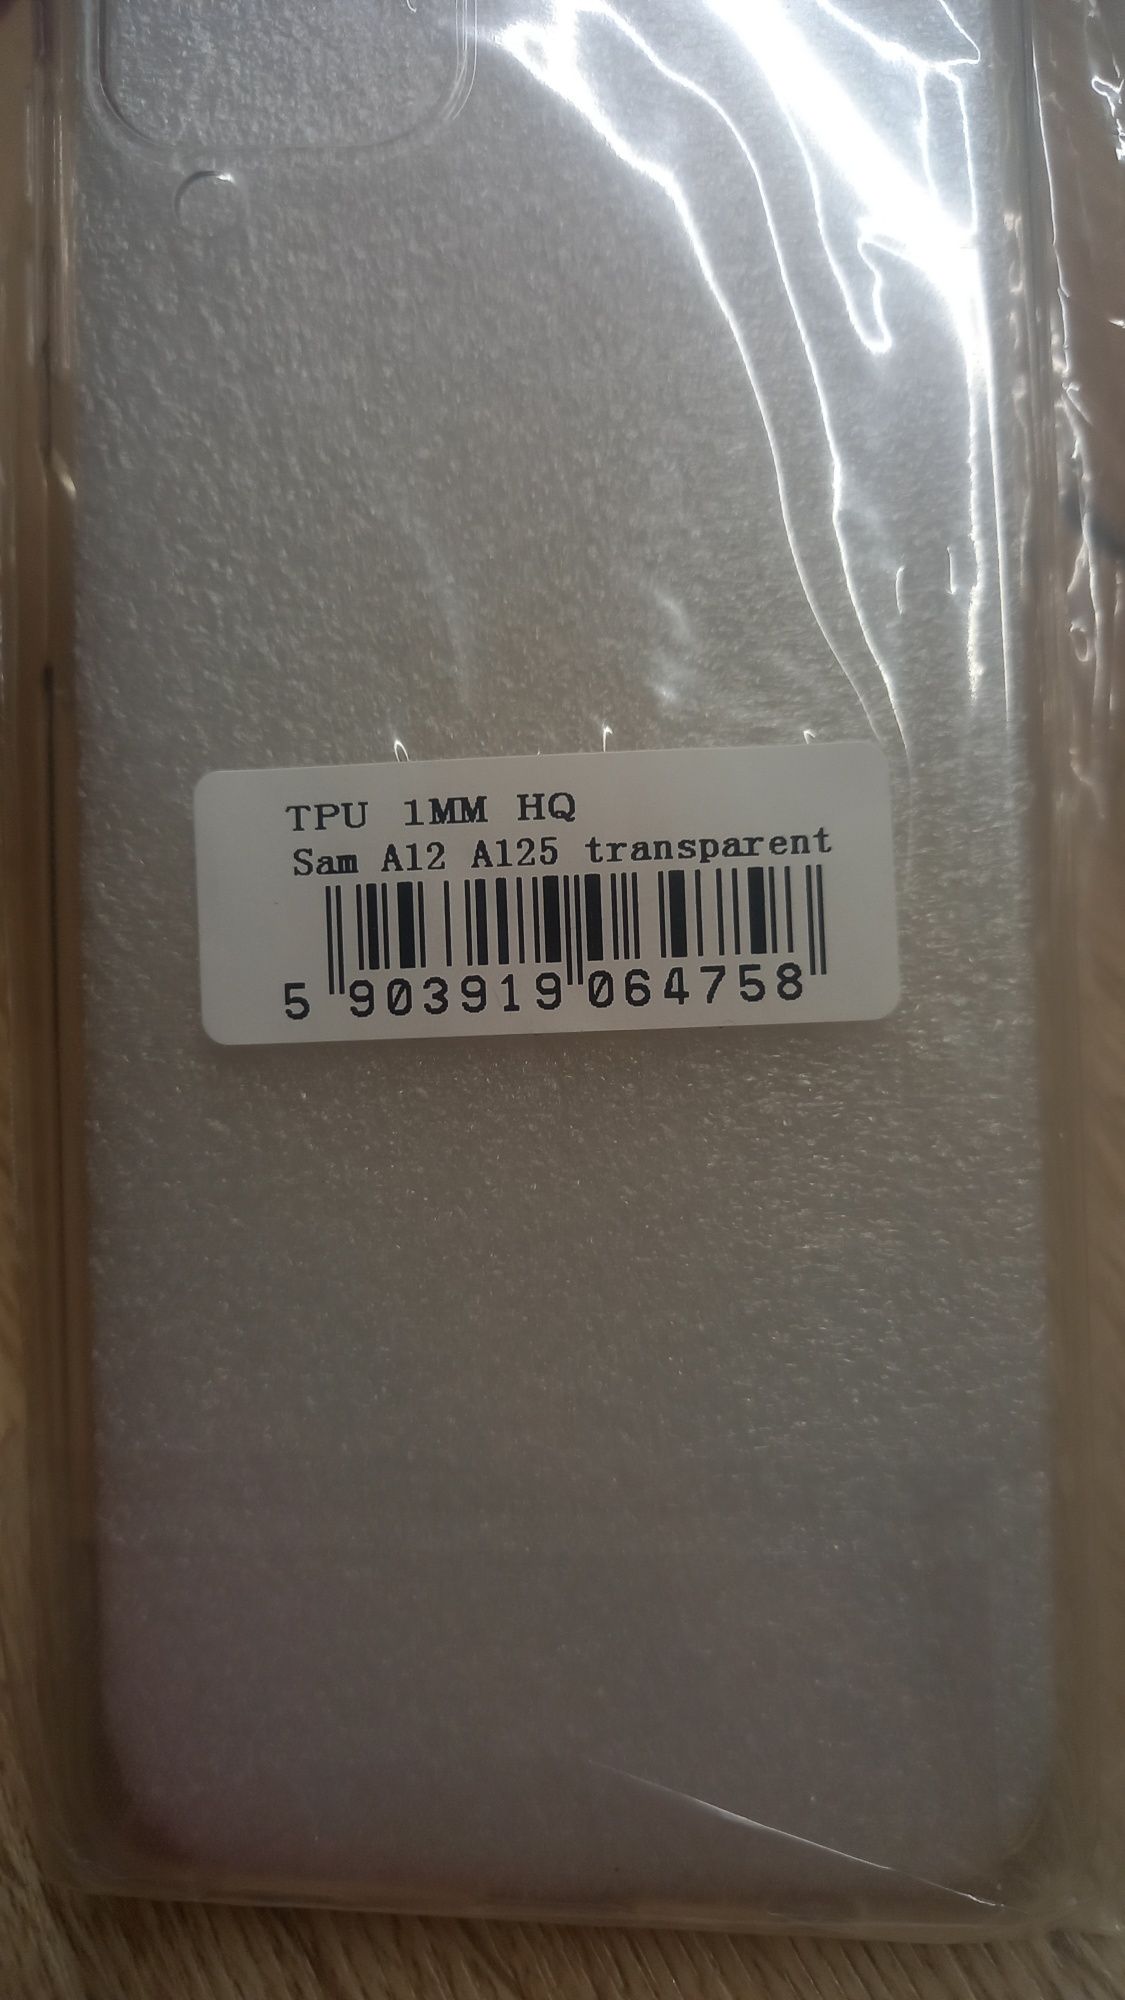 TPU 1MM HQ
Sam A12 A125 transparent
5 903919 064758